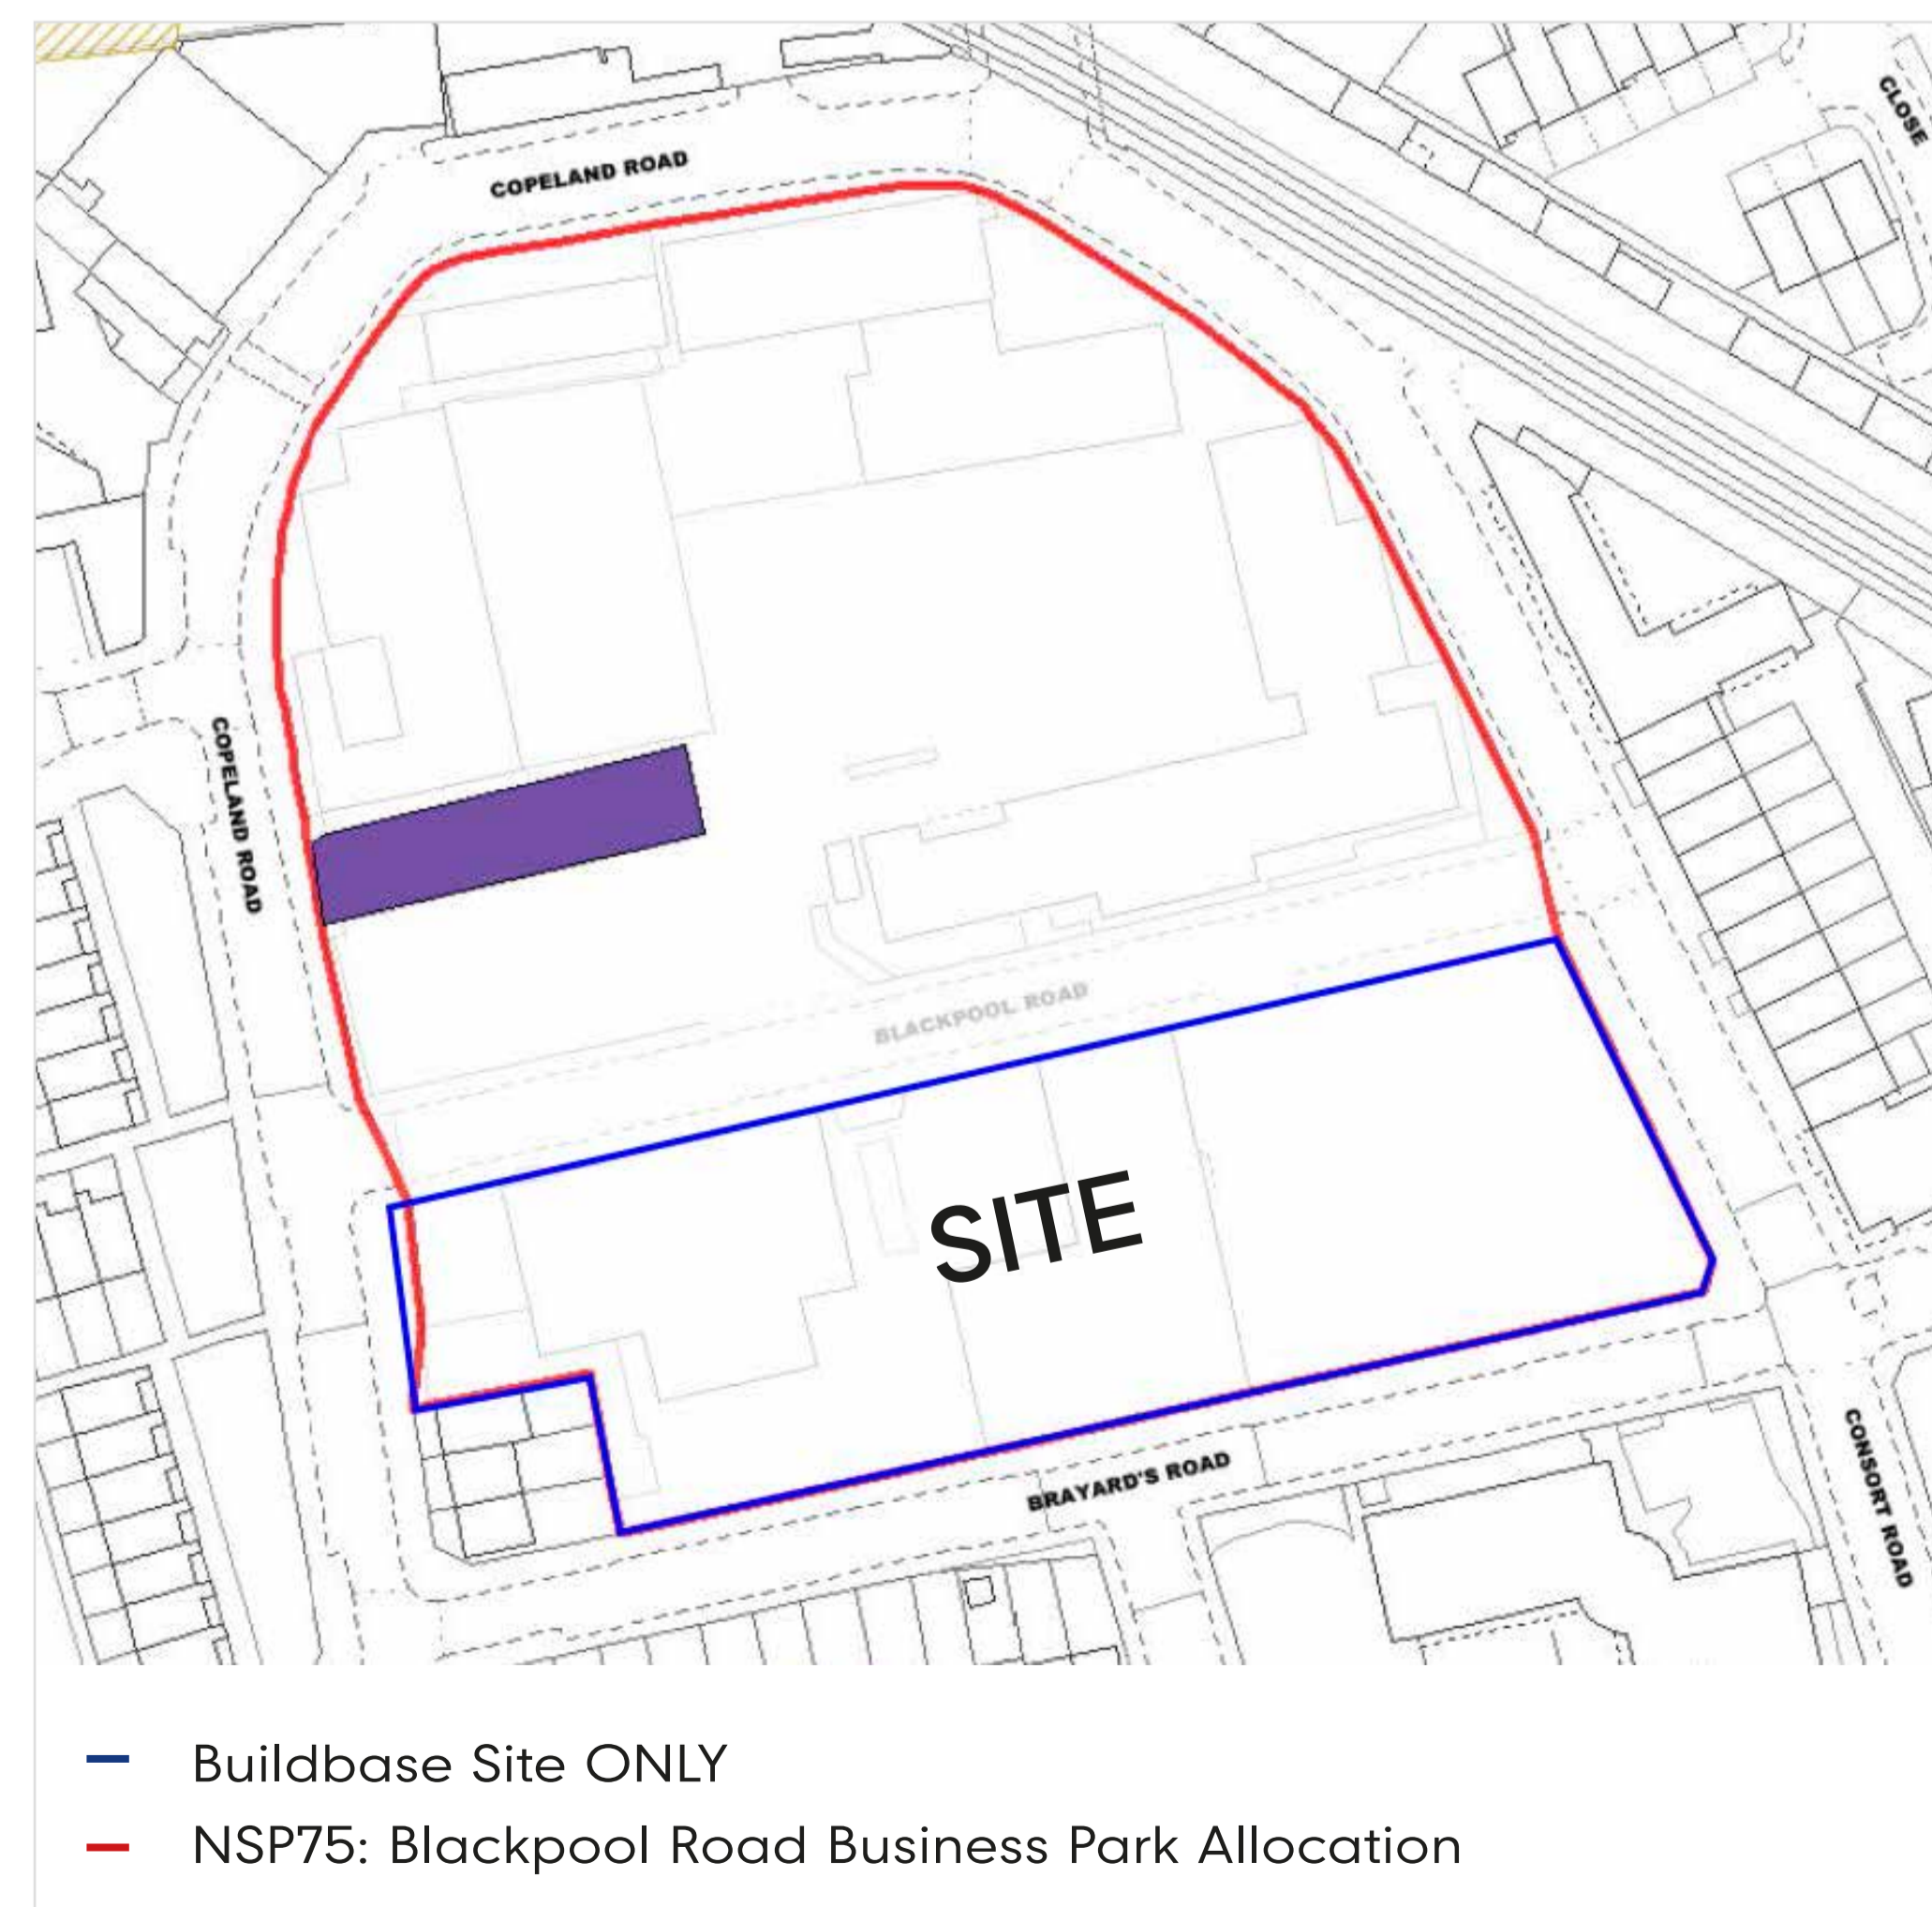 CLOSE
COPELAND ROAD
COPELAND ROAD
BLACKPOOL ROAD
SITE
BRAYARD'S ROAD
CONSORT ROAD
Buildbase Site ONLY
NSP75: Blackpool Road Business Park Allocation